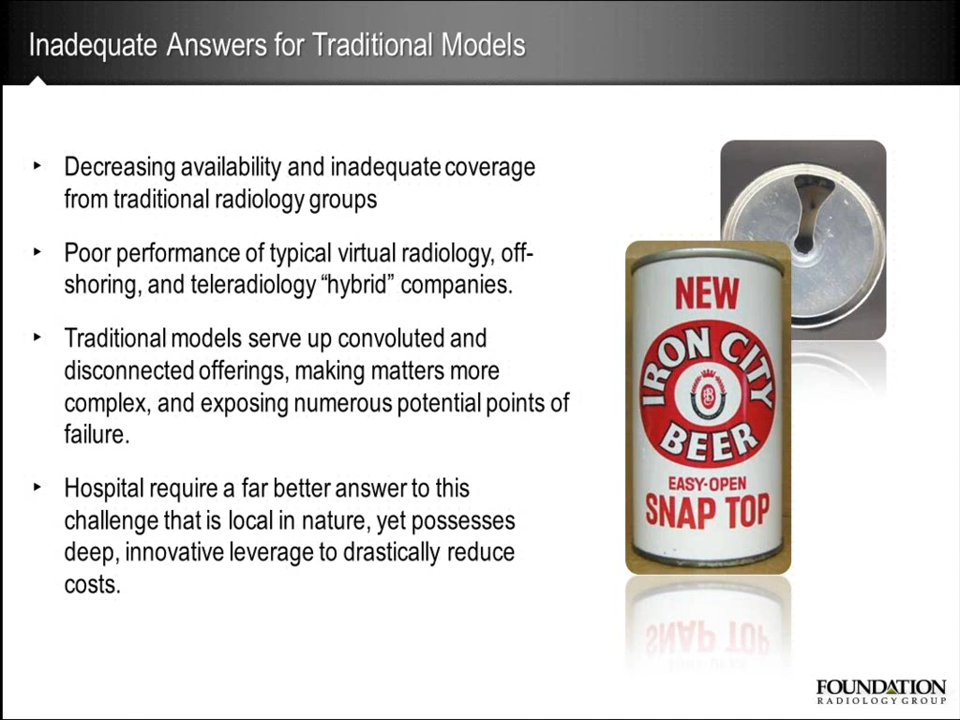 Inadequate Answers for Traditional Models
‣ Decreasing availability and inadequate coverage
from traditional radiology groups
‣ Poor performance of typical virtual radiology, off-
shoring, and teleradiology “hybrid” companies.
‣ Traditional models serve up convoluted and
disconnected offerings, making matters more
complex, and exposing numerous potential points of
failure.
‣ Hospital require a far better answer to this
challenge that is local in nature, yet possesses
deep, innovative leverage to drastically reduce
costs.
NEW
IRON CITY
BEER
EASY-OPEN
SNAP TOP
FOUNDATION
RADIOLOGY GROUP